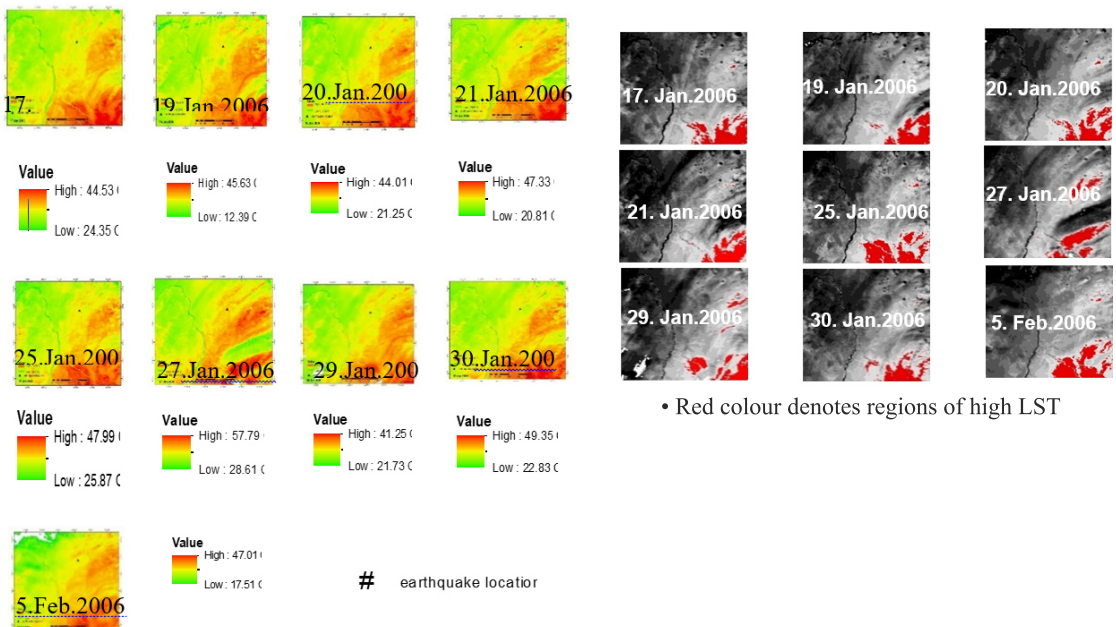 17.
19.Jan.2006
20.Jan.200
21.Jan.2006
Value
High : 44.53 (
Low : 24.35 C
Value
High : 45.63 (
Low : 12.39 C
Value
High : 44.01 (
Low : 21.25 C
Value
High : 47.33 (
Low : 20.81 C
25.Jan.200
27.Jan.2006
29.Jan.200
30.Jan.200
Value
High : 47.99 (
Low : 25.87 (
Value
High : 57.79 (
Low : 28.61 (
Value
High : 41.25 (
Low : 21.73 (
Value
High : 49.35 (
Low : 22.83 (
5.Feb.2006
Value
High : 47.01 (
Low : 17.51 (
# earthquake locatior
17. Jan.2006
19. Jan.2006
20. Jan.2006
21. Jan.2006
25. Jan.2006
27. Jan.2006
29. Jan.2006
30. Jan.2006
5. Feb.2006
• Red colour denotes regions of high LST